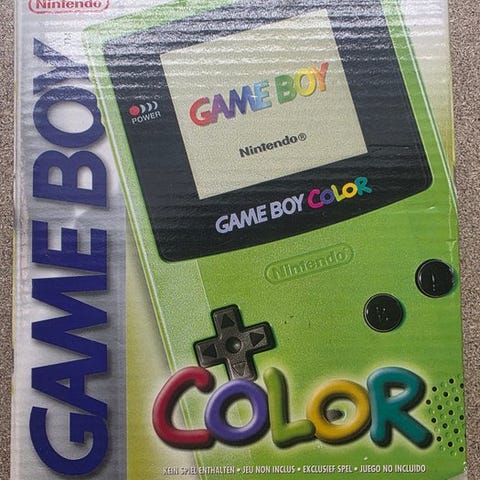 Nintendo
GAME BOY
TM
POWER
GAME BOY
Nintendo®
GAME BOY COLOR
Nintendo®
COLOR
KEIN SPIEL ENTHALTEN • JEU NON INCLUS • EXCLUSIEF SPEL • JUEGO NO INCLUIDO